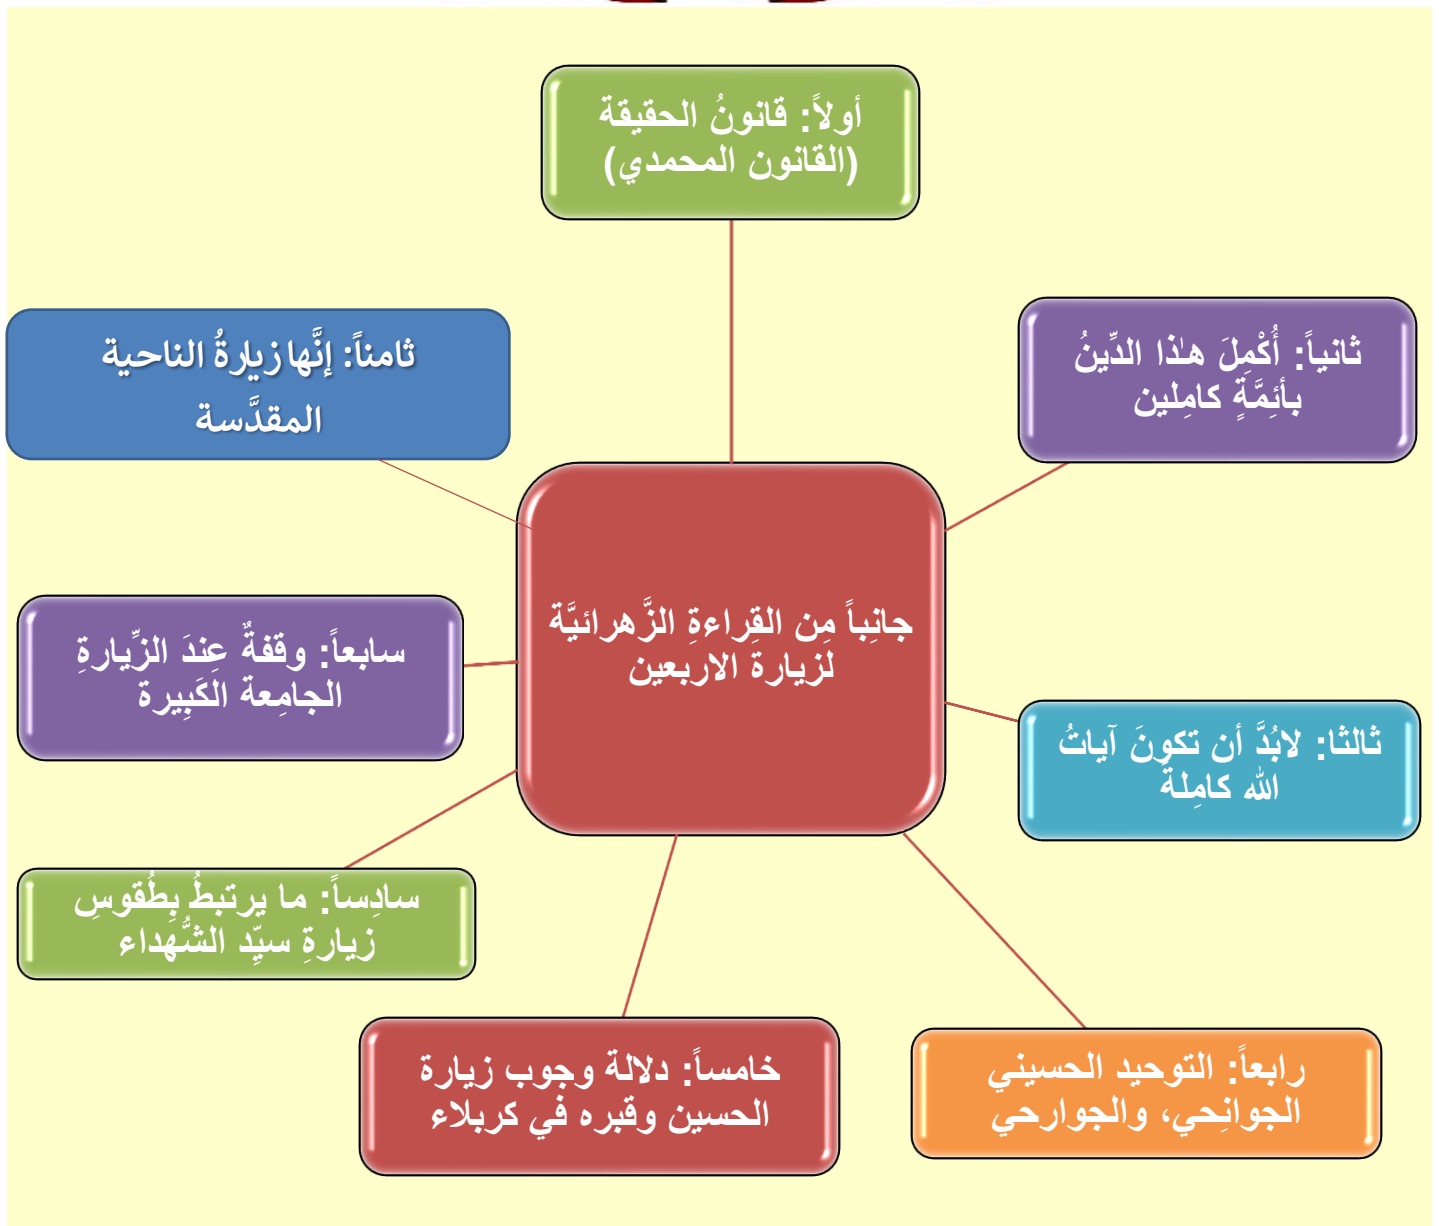 أولاً: قانونُ الحقيقة
(القانون المحمدي)
ثانياً: أُكْمِلَ هـٰذا الدِّينُ
بأئِمَّةٍ كامِلين
ثالثا: لابُدَّ أن تكونَ آياتُ
الله كامِلةً
رابعاً: التوحيد الحسيني
الجوانِحي، والجوارحي
خامساً: دلالة وجوب زيارة
الحسين وقبره في كربلاء
سادِساً: ما يرتبطُ بِطُقوسِ
زيارةِ سيِّد الشُّهداء
سابعاً: وقفةٌ عِندَ الزِّيارةِ
الجامِعة الكَبِيرة
ثامناً: إنَّها زيارةُ الناحية
المقدَّسة
جانِباً مِن القِراءةِ الزَّهرائيَّة
لزيارة الاربعين